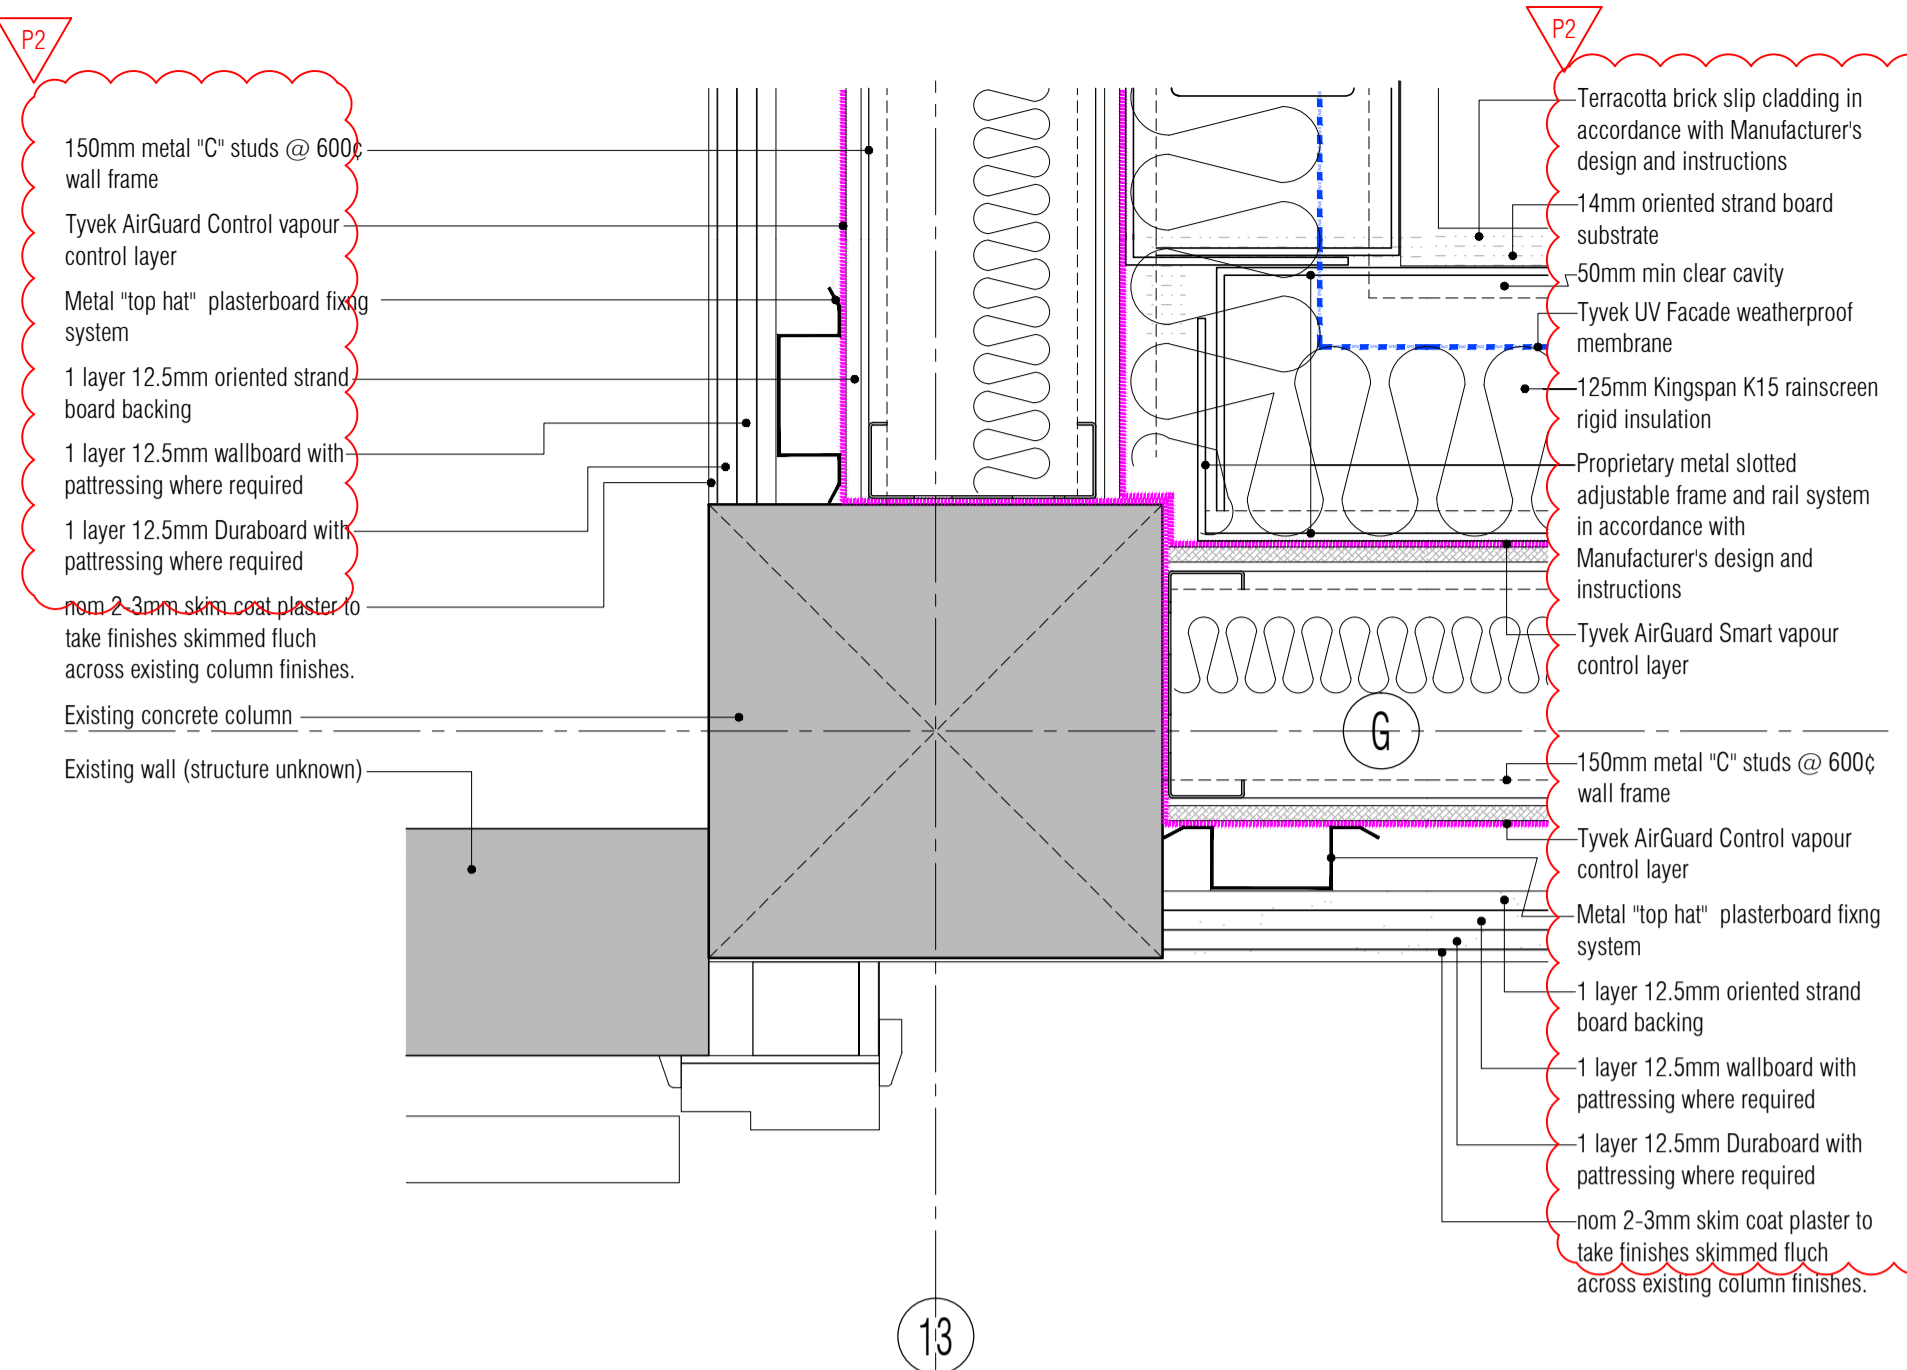 P2
150mm metal "C" studs @ 600¢
wall frame
Tyvek AirGuard Control vapour
control layer
Metal "top hat" plasterboard fixng
system
1 layer 12.5mm oriented strand
board backing
1 layer 12.5mm wallboard with
pattressing where required
1 layer 12.5mm Duraboard with
pattressing where required
nom 2-3mm skim coat plaster to
take finishes skimmed fluch
across existing column finishes.
Existing concrete column
Existing wall (structure unknown)
G
13
P2
Terracotta brick slip cladding in
accordance with Manufacturer's
design and instructions
14mm oriented strand board
substrate
50mm min clear cavity
Tyvek UV Facade weatherproof
membrane
125mm Kingspan K15 rainscreen
rigid insulation
Proprietary metal slotted
adjustable frame and rail system
in accordance with
Manufacturer's design and
instructions
Tyvek AirGuard Smart vapour
control layer
150mm metal "C" studs @ 600¢
wall frame
Tyvek AirGuard Control vapour
control layer
Metal "top hat" plasterboard fixng
system
1 layer 12.5mm oriented strand
board backing
1 layer 12.5mm wallboard with
pattressing where required
1 layer 12.5mm Duraboard with
pattressing where required
nom 2-3mm skim coat plaster to
take finishes skimmed fluch
across existing column finishes.